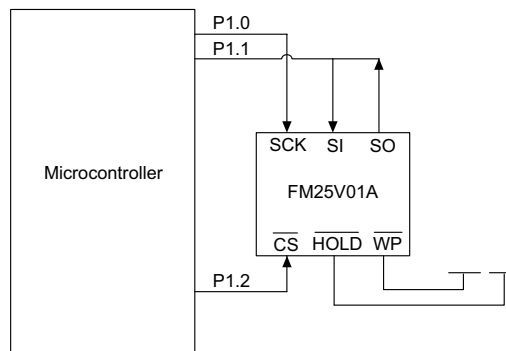 P1.0
P1.1
SCK SI SO
Microcontroller
FM25V01A
CS HOLD WP
P1.2